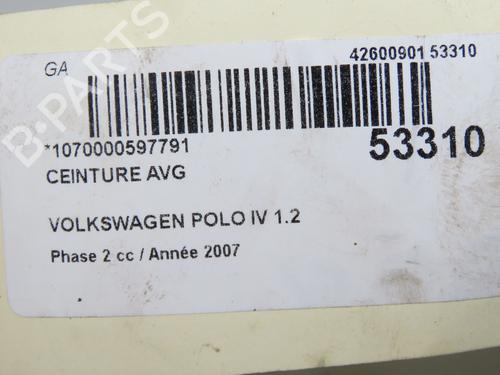 GA
42600901 53310
*1070000597791
53310
CEINTURE AVG
VOLKSWAGEN POLO IV 1.2
Phase 2 cc / Année 2007
B-PARTS